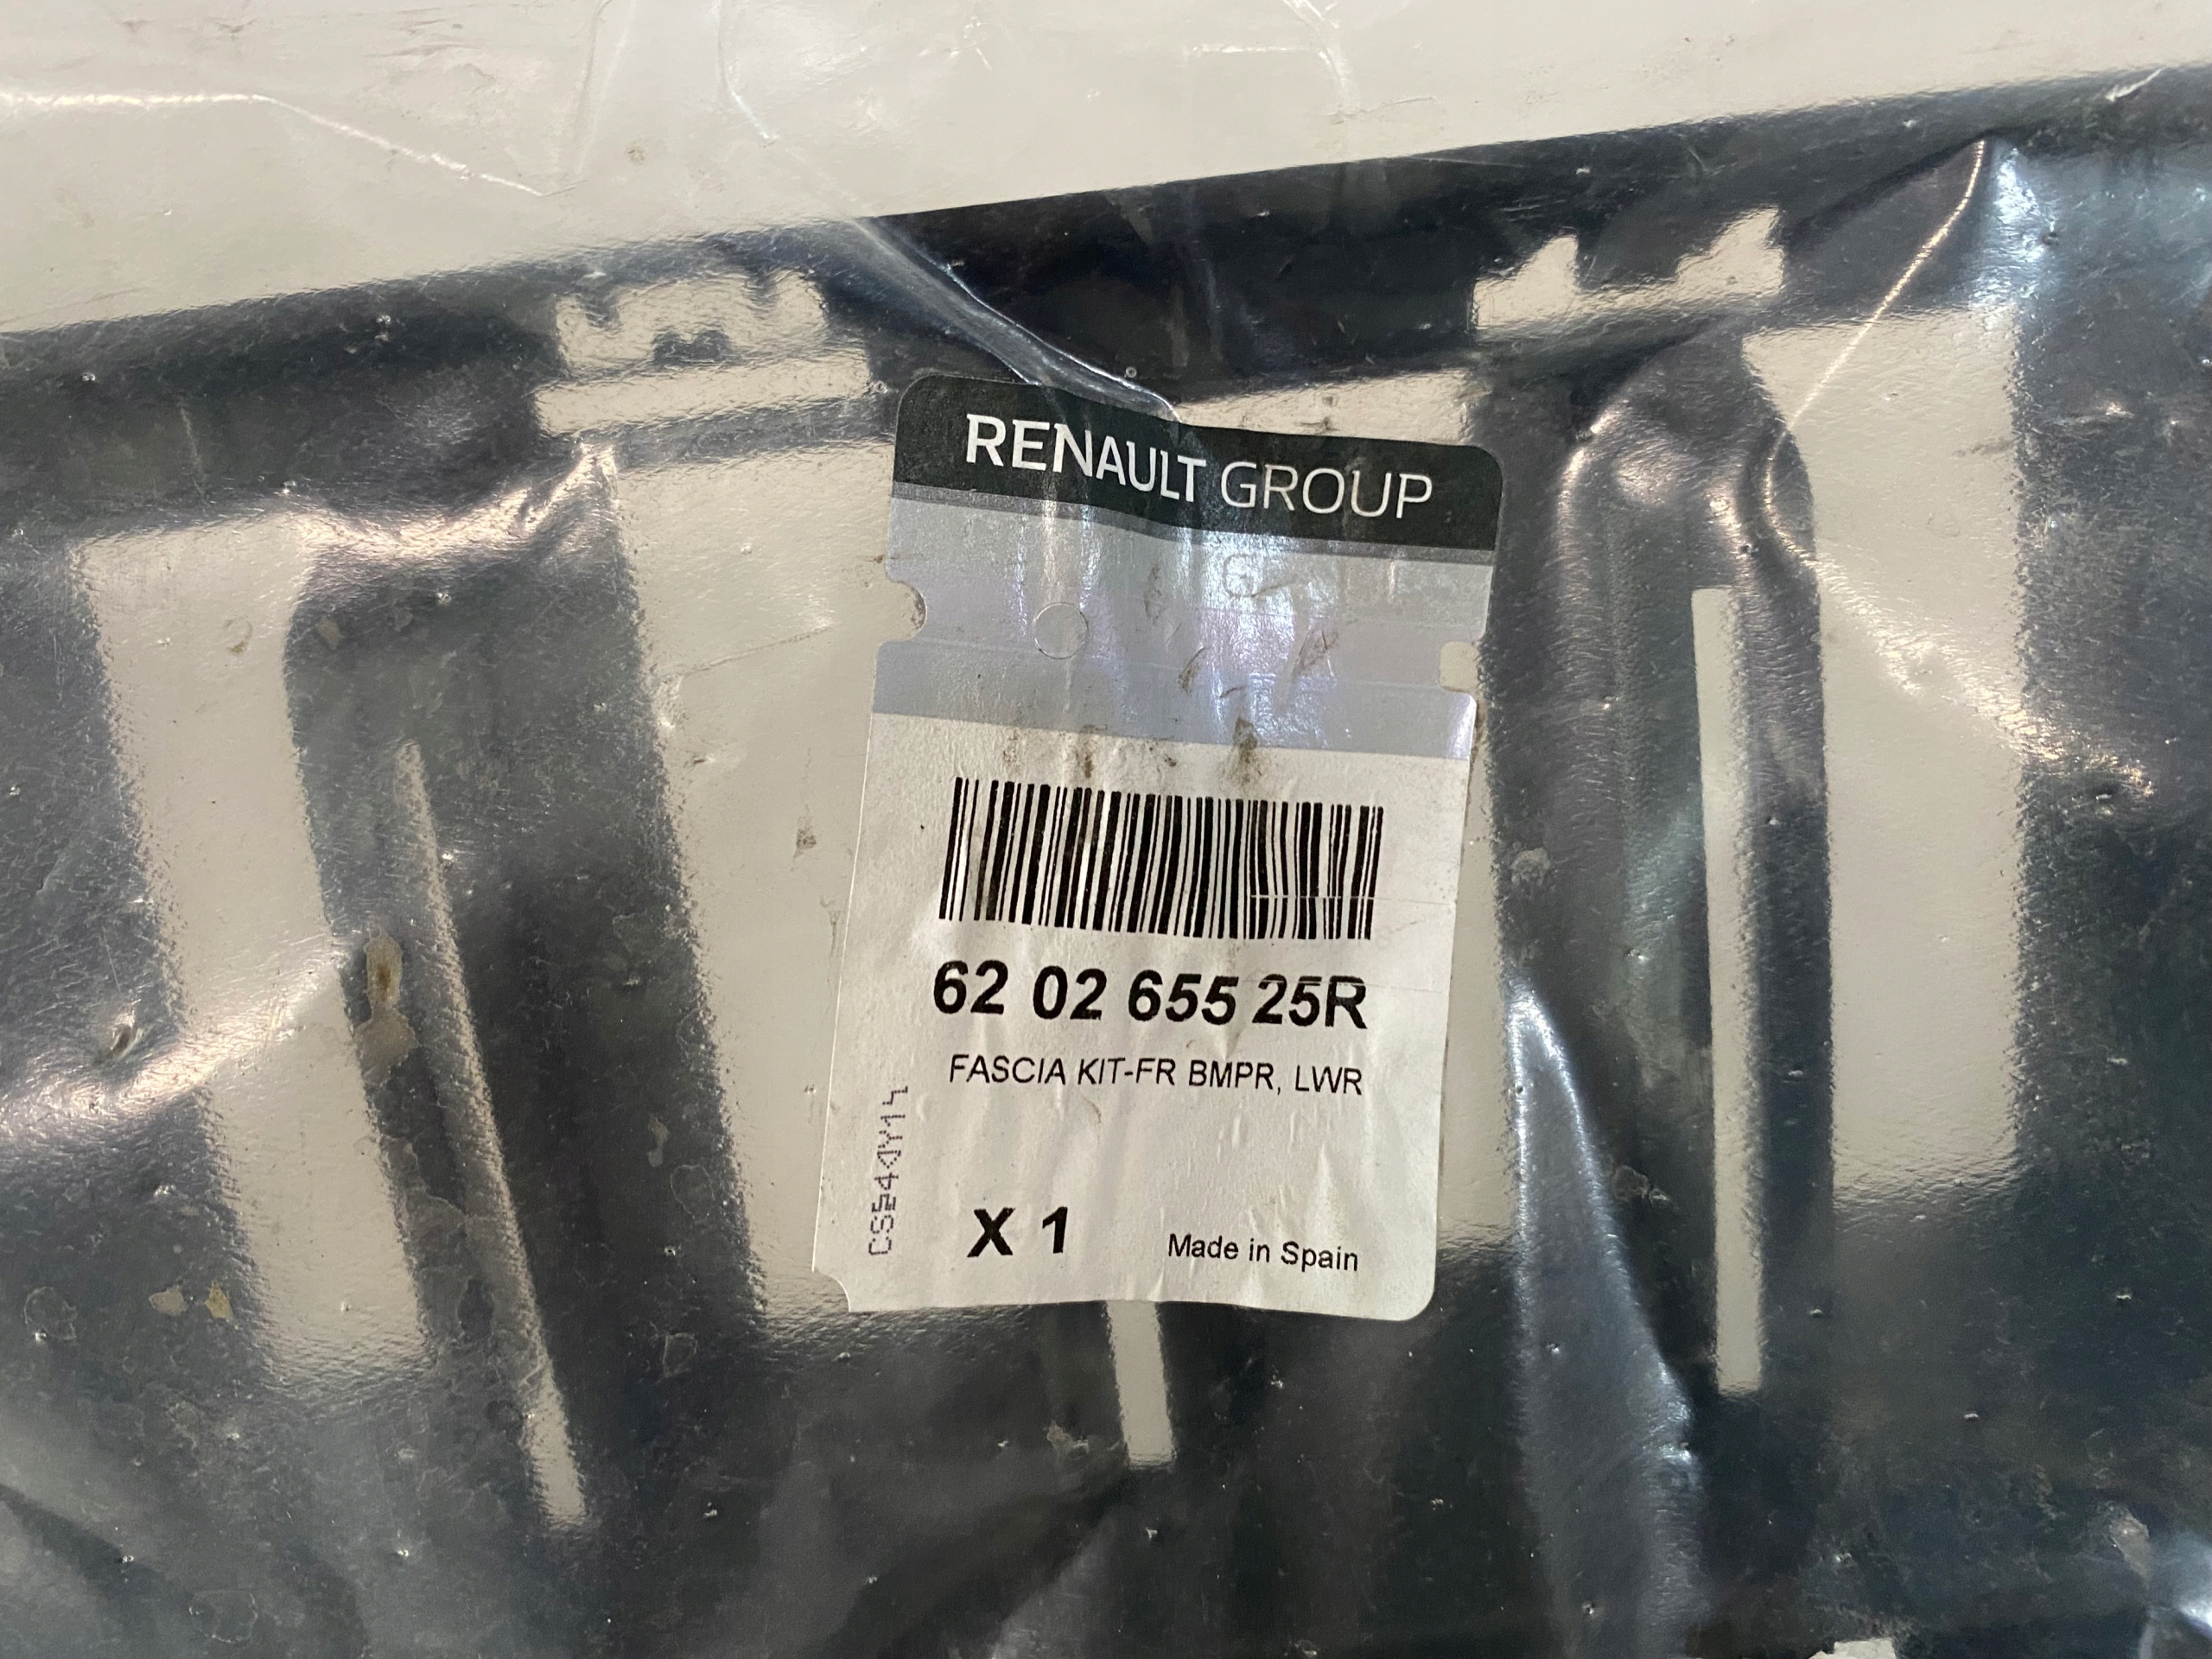 RENAULT GROUP
62 02 655 25R
FASCIA KIT-FR BMPR, LWR
X 1
Made in Spain